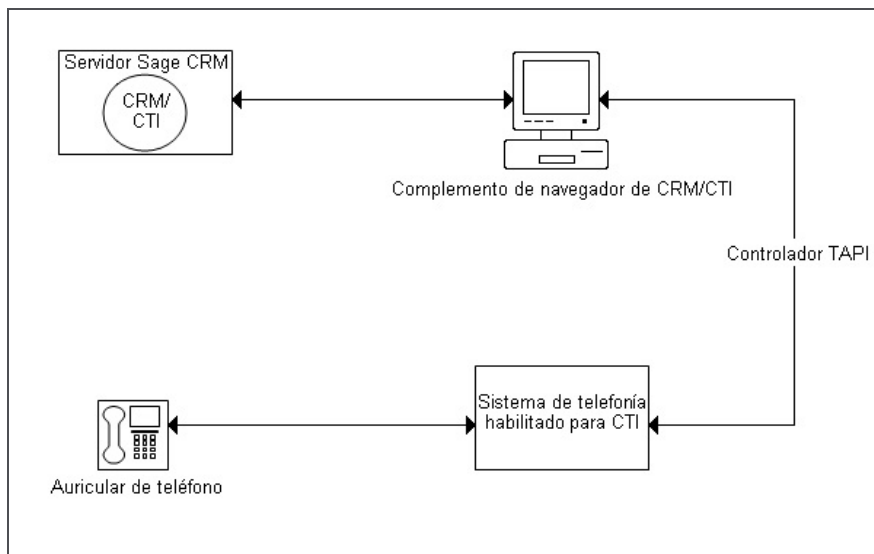 Servidor Sage CRM
CRM/
CTI
Complemento de navegador de CRM/CTI
Controlador TAPI
Sistema de telefonía
habilitado para CTI
Auricular de teléfono